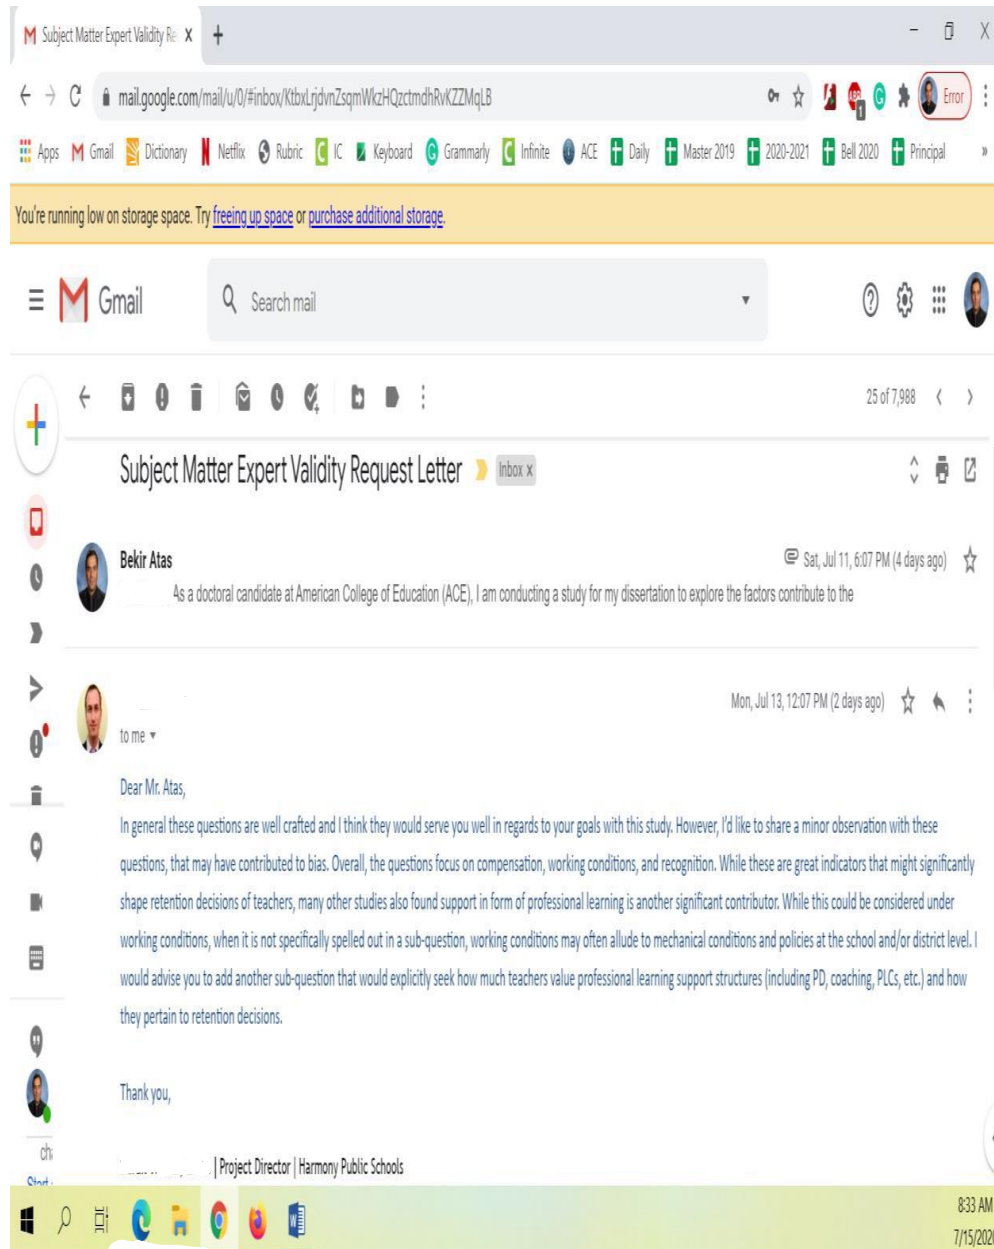 Subject Matter Expert Validity Re
mail.google.com/mail/u/0/#inbox/KtbxLrjdvnZsqmWkzHQzctmdhRvKZZMqLB
Error
Apps Gmail Dictionary Netflix Rubric IC Keyboard Grammarly Infinite ACE Daily Master 2019 2020-2021 Bell 2020 Principal »
You're running low on storage space. Try freeing up space or purchase additional storage.
Gmail
Search mail
25 of 7,988
Subject Matter Expert Validity Request Letter Inbox x
Bekir Atas Sat, Jul 11, 6:07 PM (4 days ago)
As a doctoral candidate at American College of Education (ACE), I am conducting a study for my dissertation to explore the factors contribute to the
Mon, Jul 13, 12:07 PM (2 days ago)
to me
Dear Mr. Atas,
In general these questions are well crafted and I think they would serve you well in regards to your goals with this study. However, I'd like to share a minor observation with these
questions, that may have contributed to bias. Overall, the questions focus on compensation, working conditions, and recognition. While these are great indicators that might significantly
shape retention decisions of teachers, many other studies also found support in form of professional learning is another significant contributor. While this could be considered under
working conditions, when it is not specifically spelled out in a sub-question, working conditions may often allude to mechanical conditions and policies at the school and/or district level. I
would advise you to add another sub-question that would explicitly seek how much teachers value professional learning support structures (including PD, coaching, PLCs, etc.) and how
they pertain to retention decisions.
Thank you,
| Project Director | Harmony Public Schools
8:33 AM
7/15/202